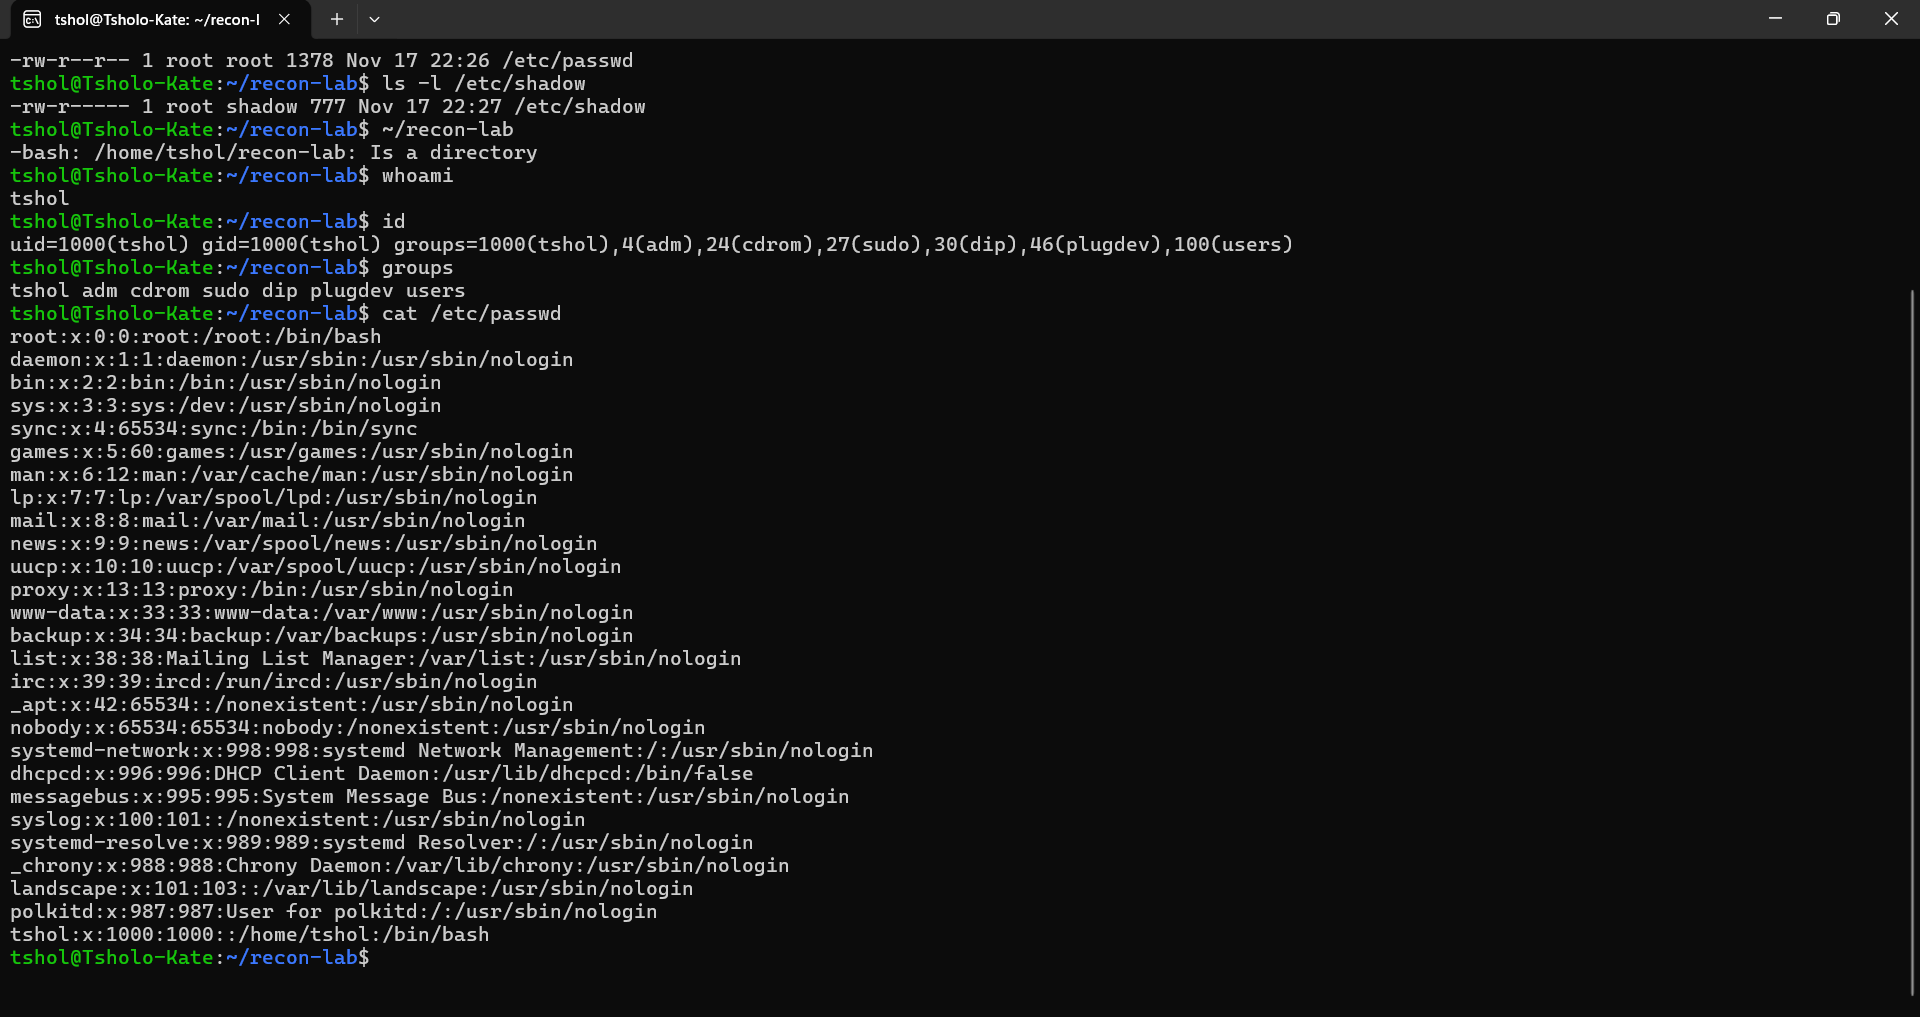 tshol@Tsholo-Kate: ~/recon-l
-rw-r--r-- 1 root root 1378 Nov 17 22:26 /etc/passwd
tshol@Tsholo-Kate:~/recon-lab$ ls -l /etc/shadow
-rw-r----- 1 root shadow 777 Nov 17 22:27 /etc/shadow
tshol@Tsholo-Kate:~/recon-lab$ ~/recon-lab
-bash: /home/tshol/recon-lab: Is a directory
tshol@Tsholo-Kate:~/recon-lab$ whoami
tshol
tshol@Tsholo-Kate:~/recon-lab$ id
uid=1000(tshol) gid=1000(tshol) groups=1000(tshol),4(adm),24(cdrom),27(sudo),30(dip),46(plugdev),100(users)
tshol@Tsholo-Kate:~/recon-lab$ groups
tshol adm cdrom sudo dip plugdev users
tshol@Tsholo-Kate:~/recon-lab$ cat /etc/passwd
root:x:0:0:root:/root:/bin/bash
daemon:x:1:1:daemon:/usr/sbin:/usr/sbin/nologin
bin:x:2:2:bin:/bin:/usr/sbin/nologin
sys:x:3:3:sys:/dev:/usr/sbin/nologin
sync:x:4:65534:sync:/bin:/bin/sync
games:x:5:60:games:/usr/games:/usr/sbin/nologin
man:x:6:12:man:/var/cache/man:/usr/sbin/nologin
lp:x:7:7:lp:/var/spool/lpd:/usr/sbin/nologin
mail:x:8:8:mail:/var/mail:/usr/sbin/nologin
news:x:9:9:news:/var/spool/news:/usr/sbin/nologin
uucp:x:10:10:uucp:/var/spool/uucp:/usr/sbin/nologin
proxy:x:13:13:proxy:/bin:/usr/sbin/nologin
www-data:x:33:33:www-data:/var/www:/usr/sbin/nologin
backup:x:34:34:backup:/var/backups:/usr/sbin/nologin
list:x:38:38:Mailing List Manager:/var/list:/usr/sbin/nologin
irc:x:39:39:ircd:/run/ircd:/usr/sbin/nologin
_apt:x:42:65534::/nonexistent:/usr/sbin/nologin
nobody:x:65534:65534:nobody:/nonexistent:/usr/sbin/nologin
systemd-network:x:998:998:systemd Network Management:/:/usr/sbin/nologin
dhcpcd:x:996:996:DHCP Client Daemon:/usr/lib/dhcpcd:/bin/false
messagebus:x:995:995:System Message Bus:/nonexistent:/usr/sbin/nologin
syslog:x:100:101::/nonexistent:/usr/sbin/nologin
systemd-resolve:x:989:989:systemd Resolver:/:/usr/sbin/nologin
_chrony:x:988:988:Chrony Daemon:/var/lib/chrony:/usr/sbin/nologin
landscape:x:101:103::/var/lib/landscape:/usr/sbin/nologin
polkitd:x:987:987:User for polkitd:/:/usr/sbin/nologin
tshol:x:1000:1000::/home/tshol:/bin/bash
tshol@Tsholo-Kate:~/recon-lab$